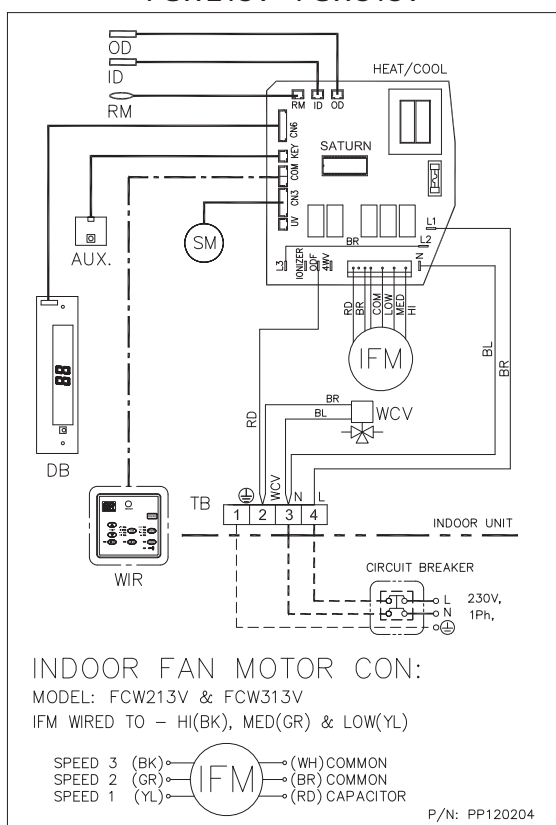 OD
ID
RM
HEAT/COOL
RM ID OD
CN6
KEY
COM
CN3
UV
SATURN
SM
AUX.
L1
BR
L2
L3
IONIZER
ODF
4WV
N
RD
BR
COM
LOW
MED
HI
IFM
BL
BR
RD
BR
BL
WCV
88
DB
WIR
TB
WCV
N
L
1 2 3 4
INDOOR UNIT
CIRCUIT BREAKER
L 230V,
N 1Ph,
INDOOR FAN MOTOR CON:
MODEL: FCW213V & FCW313V
IFM WIRED TO – HI(BK), MED(GR) & LOW(YL)
SPEED 3 (BK)
SPEED 2 (GR)
SPEED 1 (YL)
IFM
(WH) COMMON
(BR) COMMON
(RD) CAPACITOR
P/N: PP120204